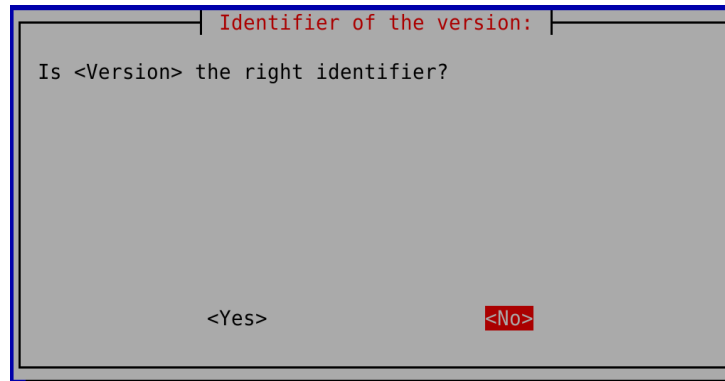 Identifier of the version:
Is <Version> the right identifier?
<Yes> <No>